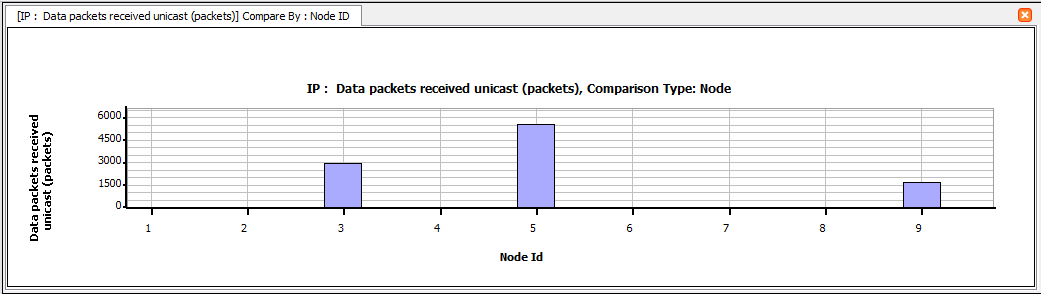 [IP :  Data packets received unicast (packets)] Compare By : Node ID
IP :  Data packets received unicast (packets), Comparison Type: Node
Data packets received
unicast (packets)
6000
4500
3000
1500
0
1 2 3 4 5 6 7 8 9
Node Id